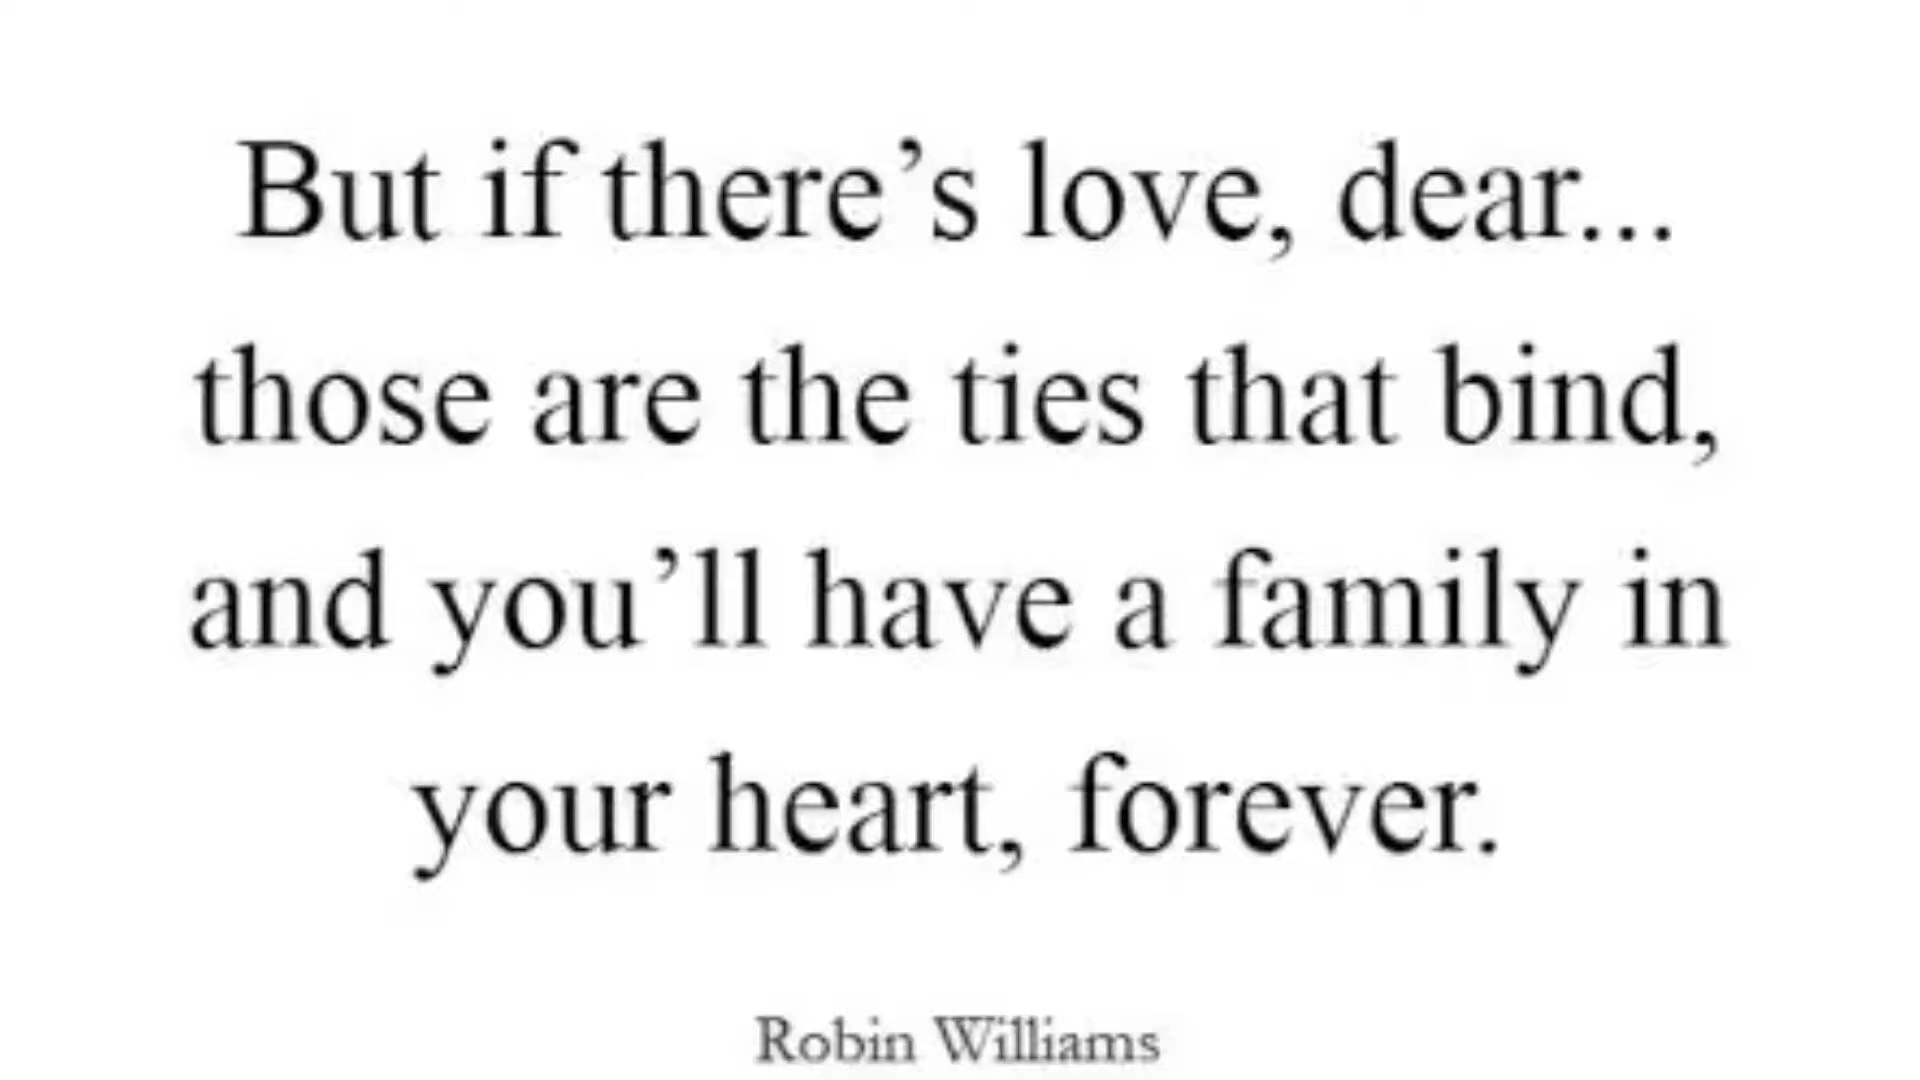 But if there’s love, dear...
those are the ties that bind,
and you’ll have a family in
your heart, forever.
Robin Williams